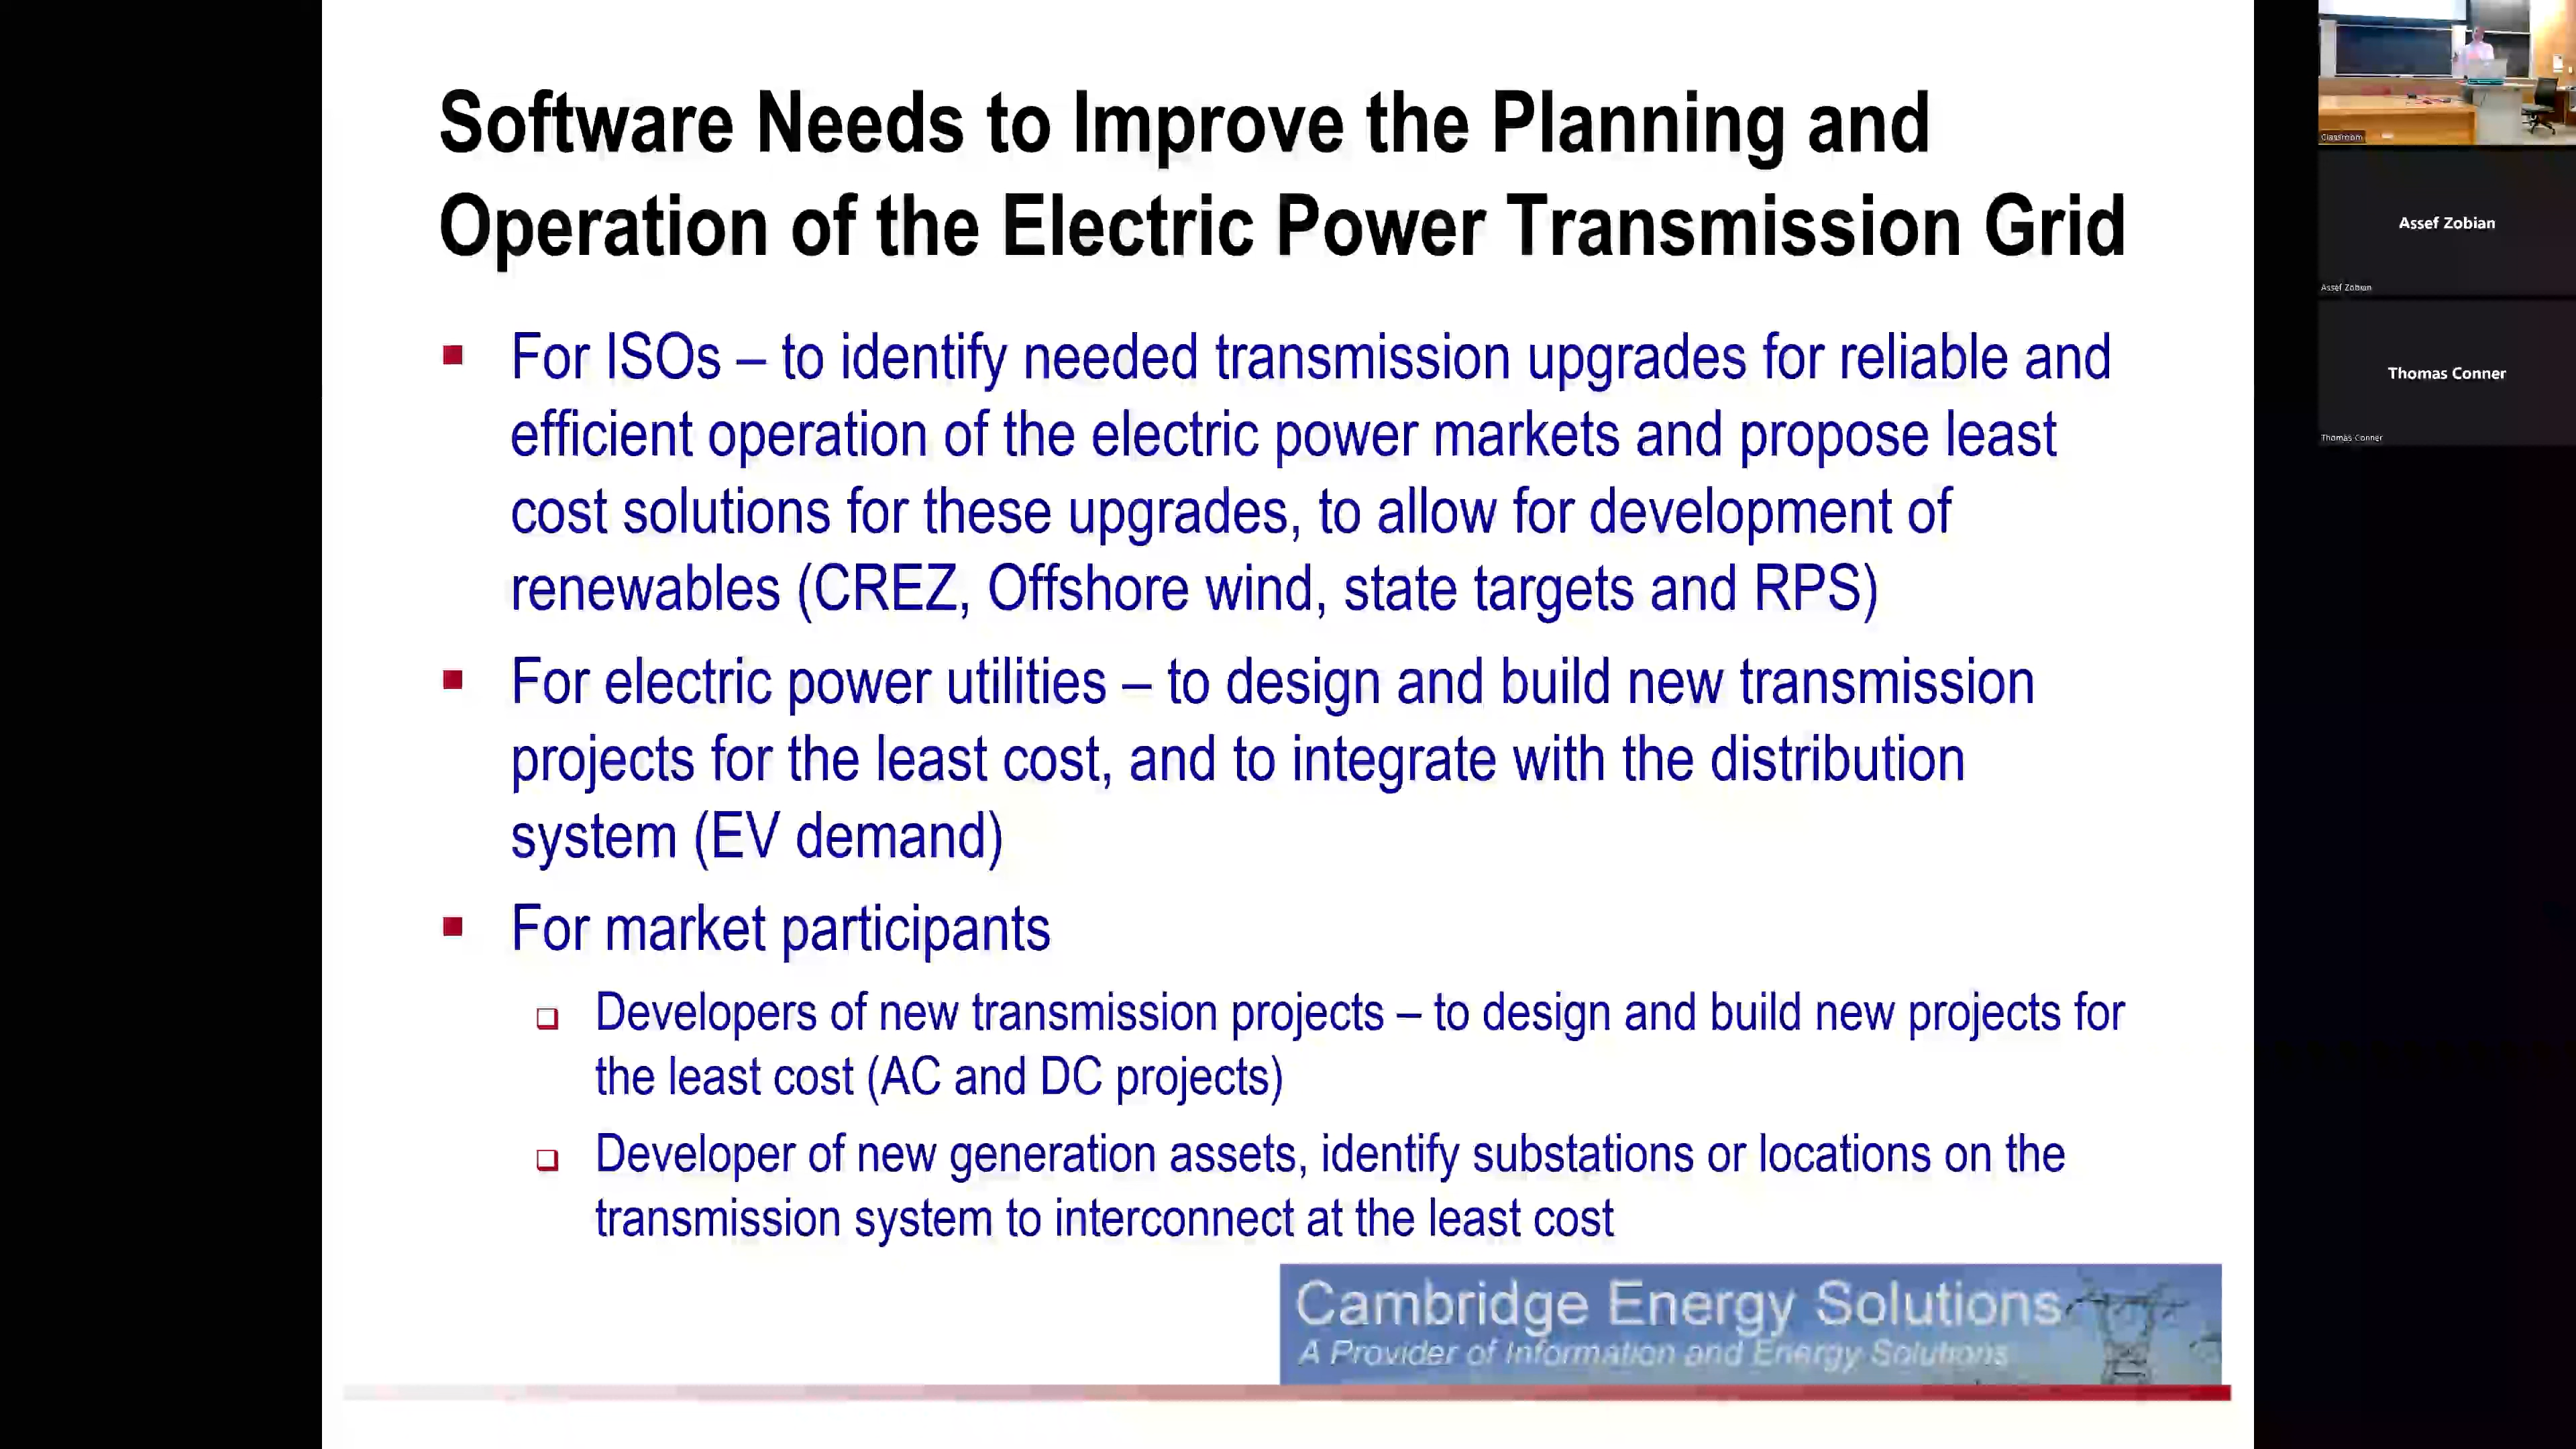 Software Needs to Improve the Planning and
Operation of the Electric Power Transmission Grid
For ISOs – to identify needed transmission upgrades for reliable and
efficient operation of the electric power markets and propose least
cost solutions for these upgrades, to allow for development of
renewables (CREZ, Offshore wind, state targets and RPS)
For electric power utilities – to design and build new transmission
projects for the least cost, and to integrate with the distribution
system (EV demand)
For market participants
Developers of new transmission projects – to design and build new projects for
the least cost (AC and DC projects)
Developer of new generation assets, identify substations or locations on the
transmission system to interconnect at the least cost
Cambridge Energy Solutions
A Provider of Information and Energy Solutions
Classroom
Assef Zobian
Assef Zobian
Thomas Conner
Thomas Conner